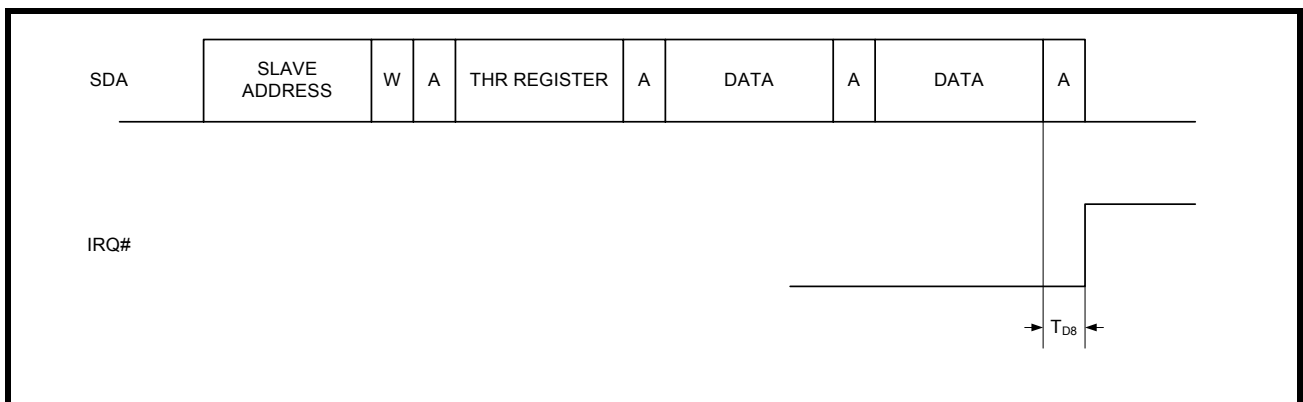 SDA
SLAVE
ADDRESS
W
A
THR REGISTER
A
DATA
A
DATA
A
IRQ#
TD8